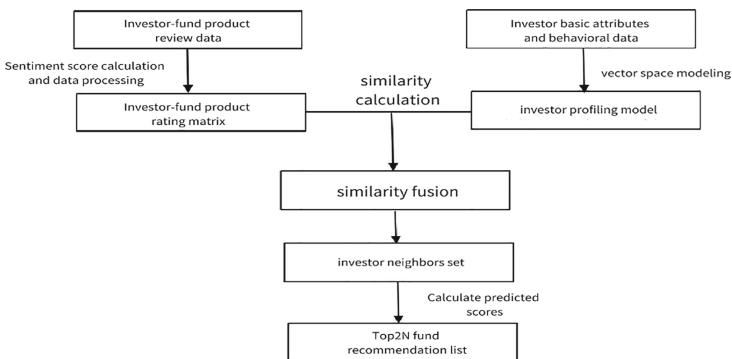 Investor-fund product
review data
Investor basic attributes
and behavioral data
Sentiment score calculation
and data processing
similarity
calculation
vector space modeling
Investor-fund product
rating matrix
investor profiling model
similarity fusion
investor neighbors set
Calculate predicted
scores
Top2N fund
recommendation list